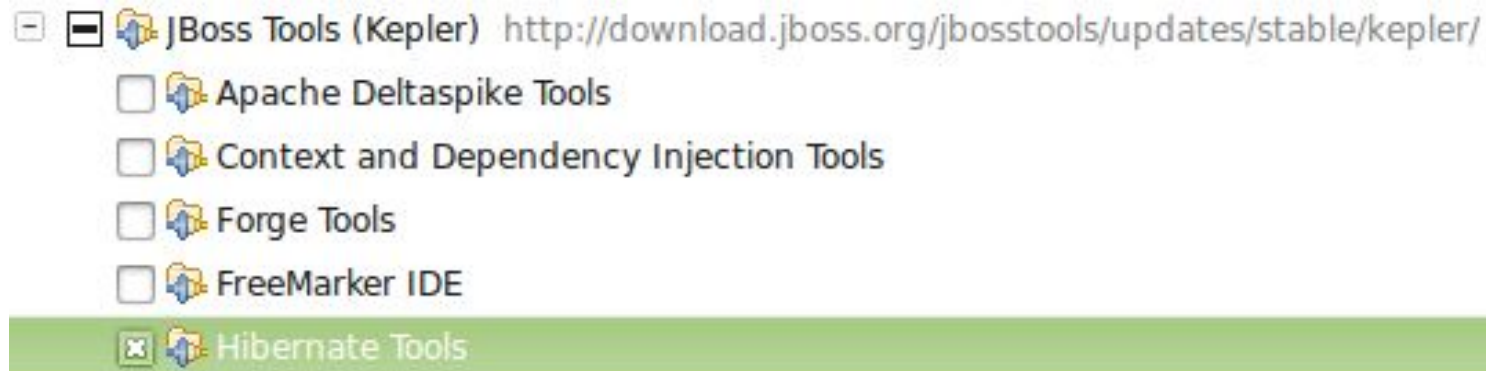 JBoss Tools (Kepler) http://download.jboss.org/jbosstools/updates/stable/kepler/
Apache Deltaspike Tools
Context and Dependency Injection Tools
Forge Tools
FreeMarker IDE
Hibernate Tools